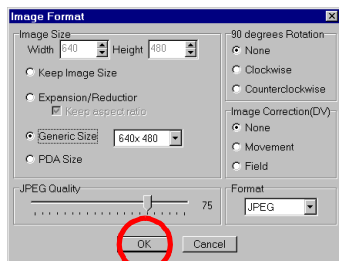 Image Format
Image Size
Width 640 Height 480
Keep Image Size
Expansion/Reductior
Keep aspect ratio
Generic Size 640x 480
PDA Size
90 degrees Rotation
None
Clockwise
Counterclockwise
Image Correction(DV)
None
Movement
Field
JPEG Quality
75
Format
JPEG
OK Cancel